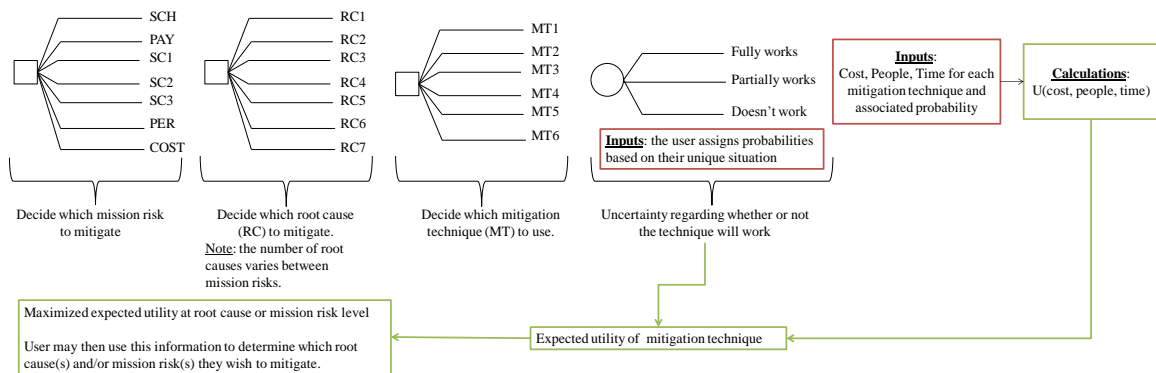 SCH
PAY
SC1
SC2
SC3
PER
COST
Decide which mission risk
to mitigate
RC1
RC2
RC3
RC4
RC5
RC6
RC7
Decide which root cause
(RC) to mitigate.
Note: the number of root
causes varies between
mission risks.
MT1
MT2
MT3
MT4
MT5
MT6
Decide which mitigation
technique (MT) to use.
Fully works
Partially works
Doesn't work
Inputs: the user assigns probabilities
based on their unique situation
Uncertainty regarding whether or not
the technique will work
Inputs:
Cost, People, Time for each
mitigation technique and
associated probability
Calculations:
U(cost, people, time)
Expected utility of mitigation technique
Maximized expected utility at root cause or mission risk level
User may then use this information to determine which root
cause(s) and/or mission risk(s) they wish to mitigate.